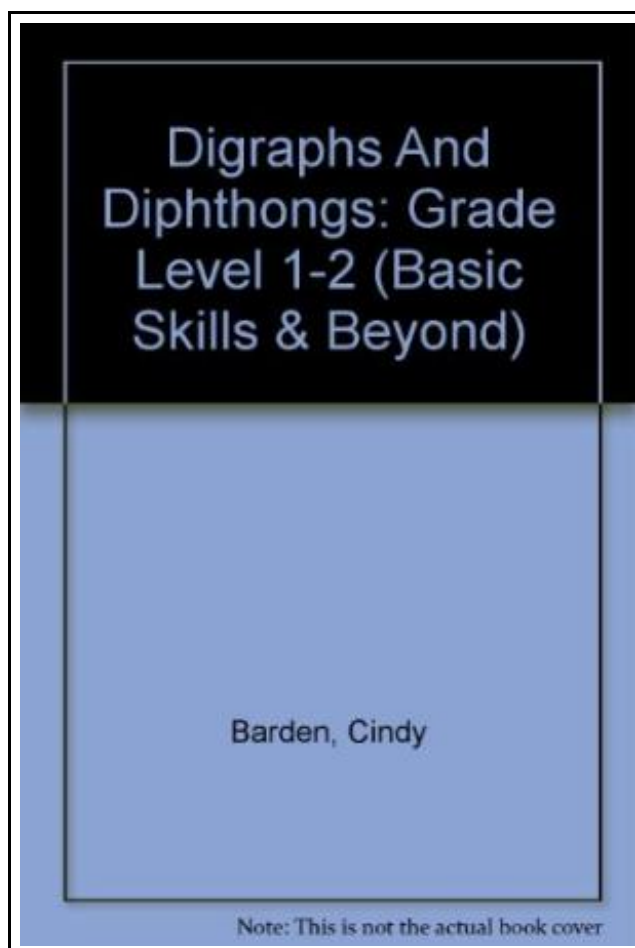 Digraphs And
Diphthongs: Grade
Level 1-2 (Basic
Skills & Beyond)
Barden, Cindy
Note: This is not the actual book cover